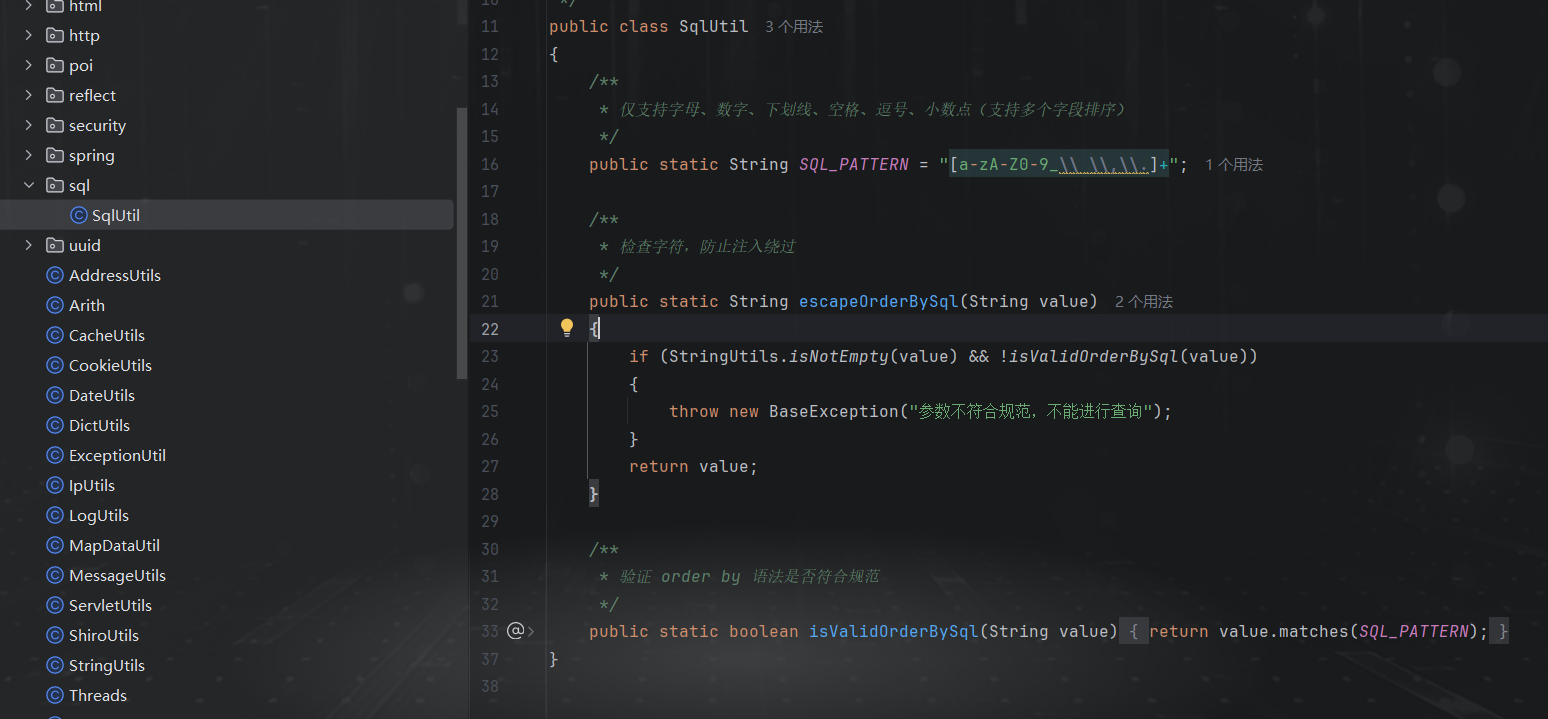 html
http
poi
reflect
security
spring
sql
SqlUtil
uuid
AddressUtils
Arith
CacheUtils
CookieUtils
DateUtils
DictUtils
ExceptionUtil
IpUtils
LogUtils
MapDataUtil
MessageUtils
ServletUtils
ShiroUtils
StringUtils
Threads
10 */
11 public class SqlUtil 3 个用法
12 {
13 /**
14 * 仅支持字母、数字、下划线、空格、逗号、小数点（支持多个字段排序）
15 */
16 public static String SQL_PATTERN = "[a-zA-Z0-9_\\ \\,\\.]+"; 1 个用法
17
18 /**
19 * 检查字符，防止注入绕过
20 */
21 public static String escapeOrderBySql(String value) 2 个用法
22 {
23 if (StringUtils.isNotEmpty(value) && !isValidOrderBySql(value))
24 {
25 throw new BaseException("参数不符合规范，不能进行查询");
26 }
27 return value;
28 }
29
30 /**
31 * 验证 order by 语法是否符合规范
32 */
33 public static boolean isValidOrderBySql(String value) { return value.matches(SQL_PATTERN); }
37 }
38